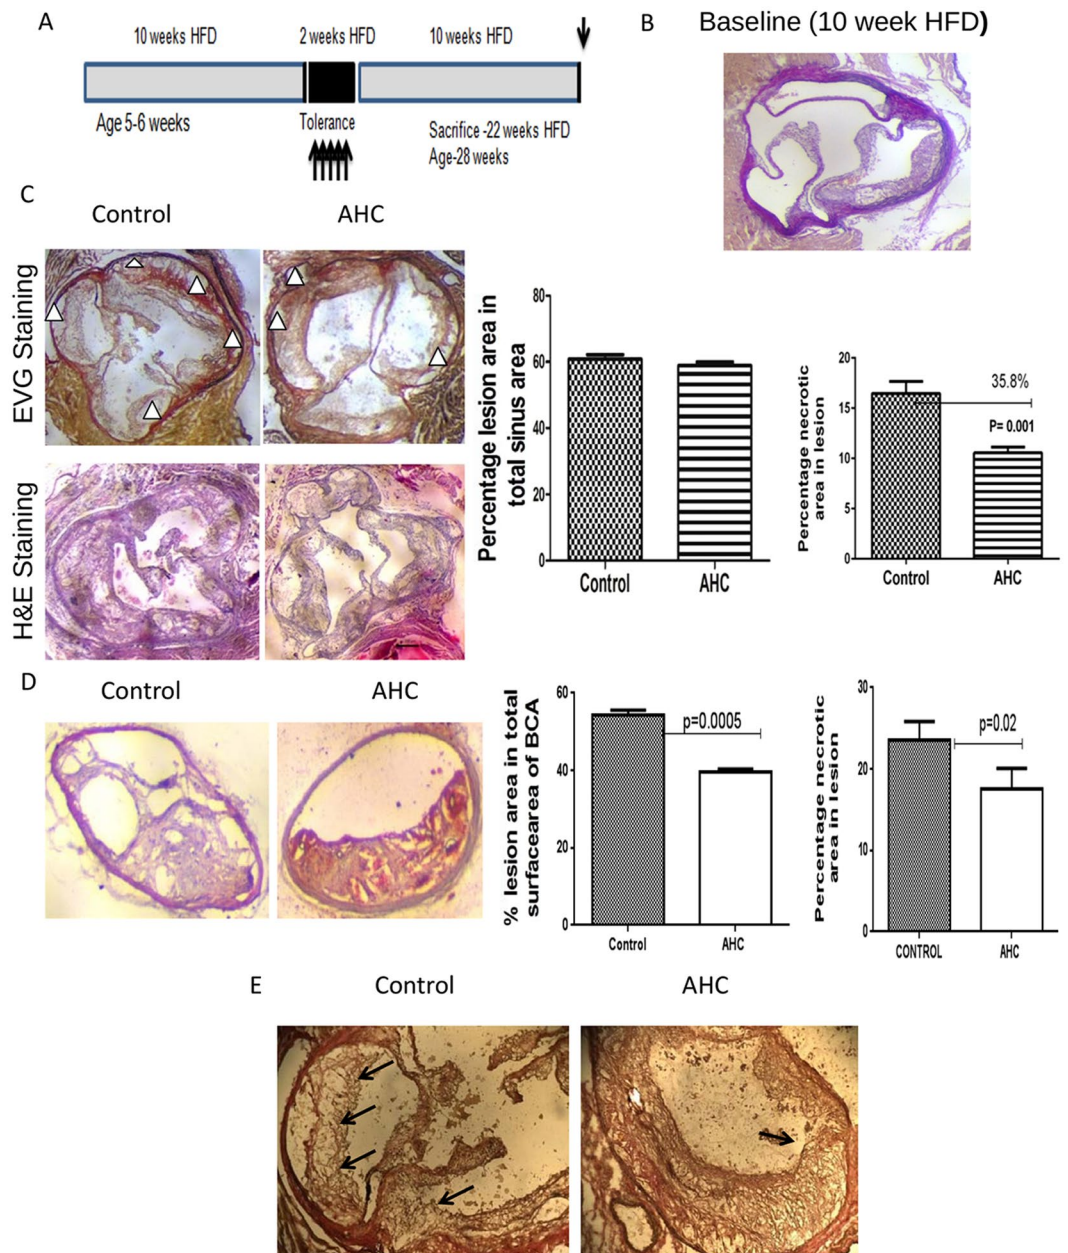 A
10 weeks HFD
2 weeks HFD
10 weeks HFD
Age 5-6 weeks
Tolerance
Sacrifice -22 weeks HFD
Age-28 weeks
B
Baseline (10 week HFD)
C
Control
AHC
EVG Staining
H&E Staining
Percentage lesion area in
total sinus area
80
60
40
20
0
Control
AHC
Percentage necrotic
area in lesion
20
15
10
5
0
35.8%
P= 0.001
Control
AHC
D
Control
AHC
% lesion area in total
surfacearea of BCA
60
40
20
0
p=0.0005
Control
AHC
Percentage necrotic
area in lesion
30
20
10
0
p=0.02
CONTROL
AHC
E
Control
AHC